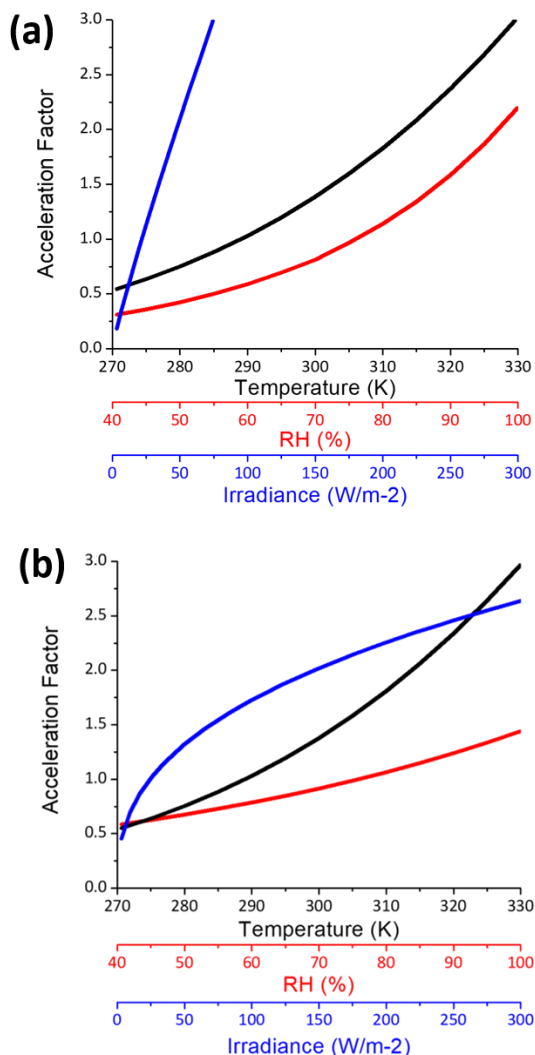 (a)
Acceleration Factor
3.0
2.5
2.0
1.5
1.0
0.5
0.0
270 280 290 300 310 320 330
Temperature (K)
40 50 60 70 80 90 100
RH (%)
0 50 100 150 200 250 300
Irradiance (W/m-2)
(b)
Acceleration Factor
3.0
2.5
2.0
1.5
1.0
0.5
0.0
270 280 290 300 310 320 330
Temperature (K)
40 50 60 70 80 90 100
RH (%)
0 50 100 150 200 250 300
Irradiance (W/m-2)